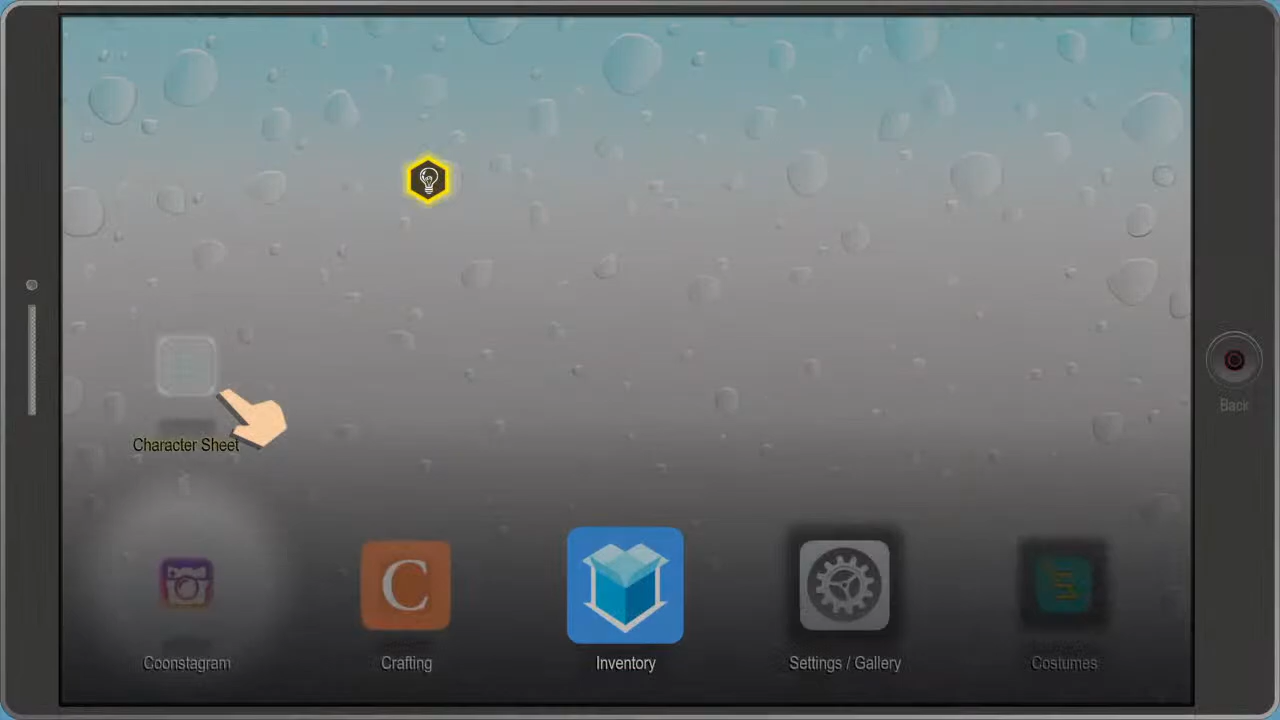 Back
Character Sheet
Coonstagram
C
Crafting
Inventory
Settings / Gallery
S
Costumes